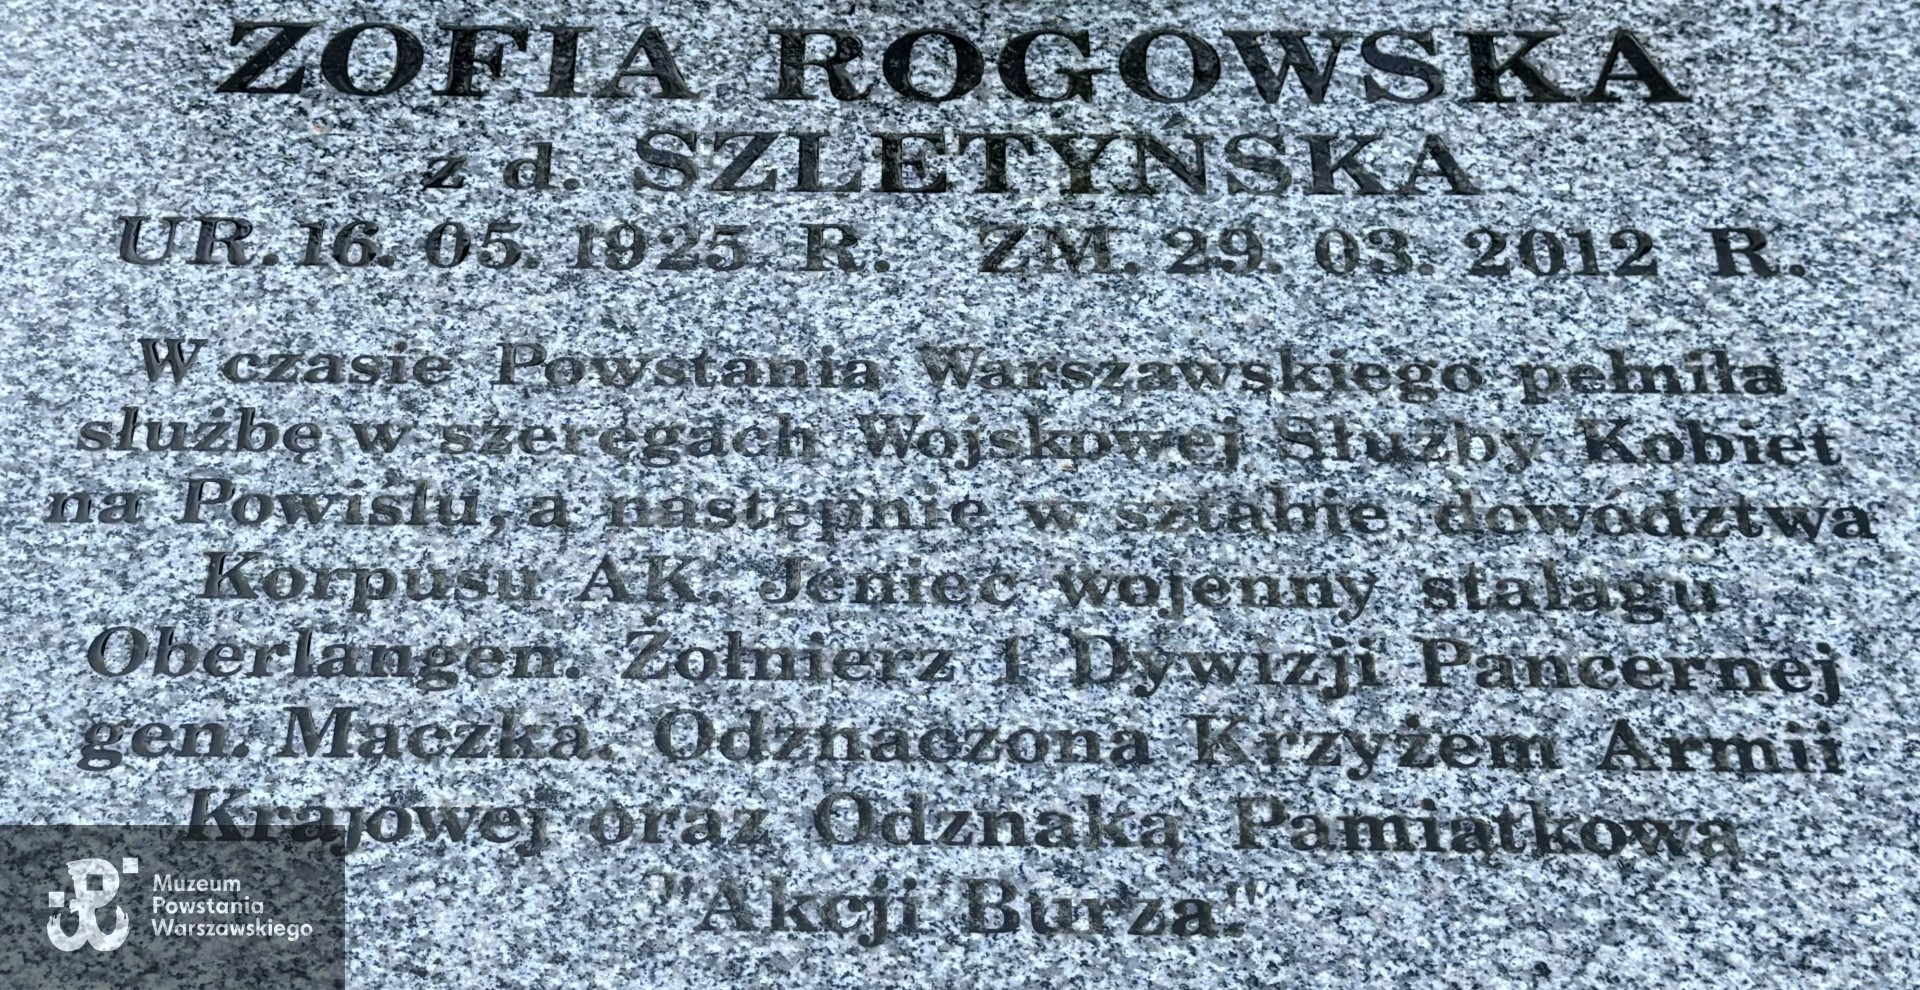 ZOFIA ROGOWSKA
z d. SZLETYŃSKA
UR. 16. 05. 1925 R. ZM. 29. 03. 2012 R.
W czasie Powstania Warszawskiego pełniła
służbę w szeregach Wojskowej Służby Kobiet
na Powiślu, a następnie w sztabie dowództwa
Korpusu AK. Jeniec wojenny stalagu
Oberlangen. Żołnierz 1 Dywizji Pancernej
gen. Mączka. Odznaczona Krzyżem Armii
Krajowej oraz Odznaką Pamiątkową
"Akcji Burza."
Muzeum
Powstania
Warszawskiego